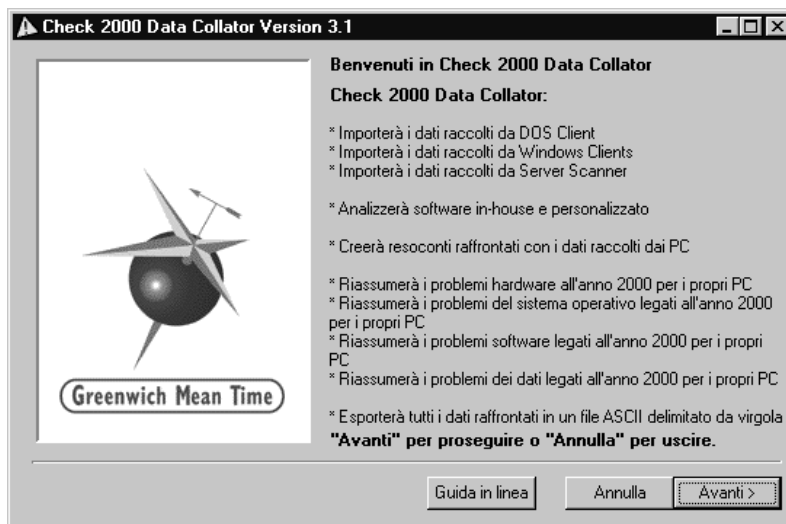 Check 2000 Data Collator Version 3.1
Benvenuti in Check 2000 Data Collator
Check 2000 Data Collator:
* Importerà i dati raccolti da DOS Client
* Importerà i dati raccolti da Windows Clients
* Importerà i dati raccolti da Server Scanner
* Analizzerà software in-house e personalizzato
* Creerà resoconti raffrontati con i dati raccolti dai PC
* Riassumerà i problemi hardware all'anno 2000 per i propri PC
* Riassumerà i problemi del sistema operativo legati all'anno 2000
per i propri PC
* Riassumerà i problemi software legati all'anno 2000 per i propri
PC
* Riassumerà i problemi dei dati legati all'anno 2000 per i propri PC
* Esporterà tutti i dati raffrontati in un file ASCII delimitato da virgola
"Avanti" per proseguire o "Annulla" per uscire.
Greenwich Mean Time
Guida in linea
Annulla
Avanti >